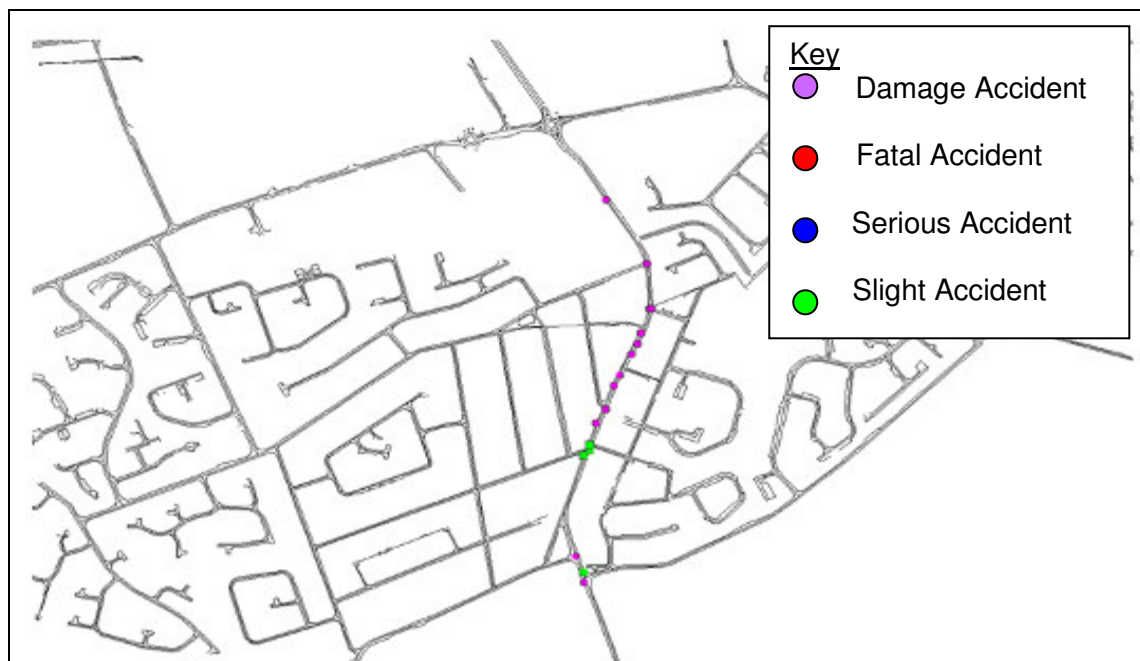 Key
Damage Accident
Fatal Accident
Serious Accident
Slight Accident